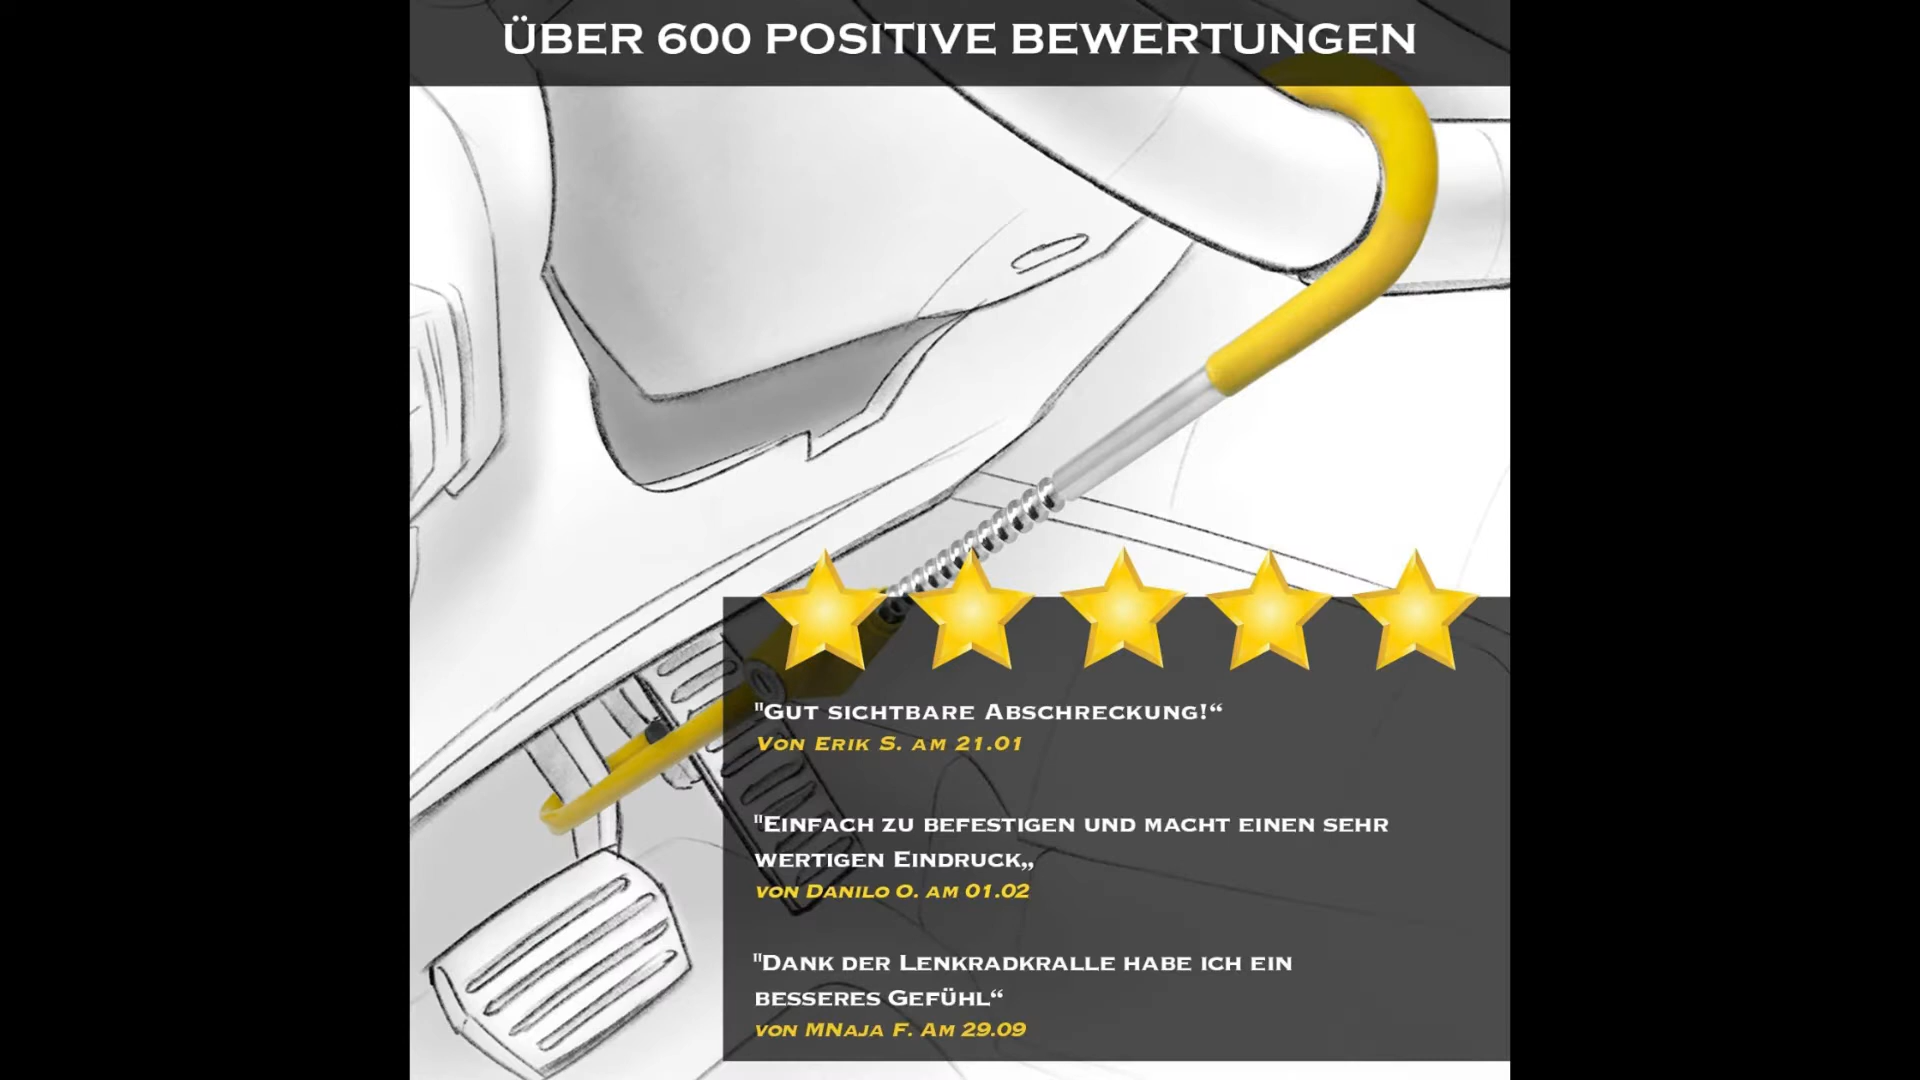 ÜBER 600 POSITIVE BEWERTUNGEN
"GUT SICHTBARE ABSCHRECKUNG!“
VON ERIK S. AM 21.01
"EINFACH ZU BEFESTIGEN UND MACHT EINEN SEHR
WERTIGEN EINDRUCK„
VON DANILO O. AM 01.02
"DANK DER LENKRADKRALLE HABE ICH EIN
BESSERES GEFÜHL“
VON MNAJA F. AM 29.09